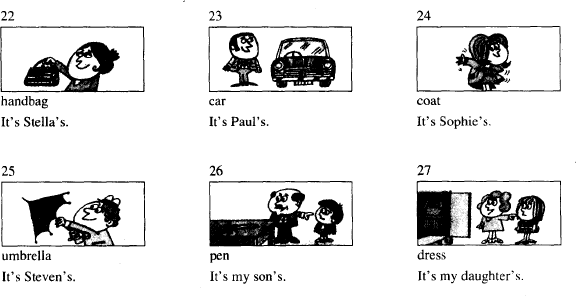 22 23 24
handbag car coat
It's Stella's. It's Paul's. It's Sophie's.
25 26 27
umbrella pen dress
It's Steven's. It's my son's. It's my daughter's.